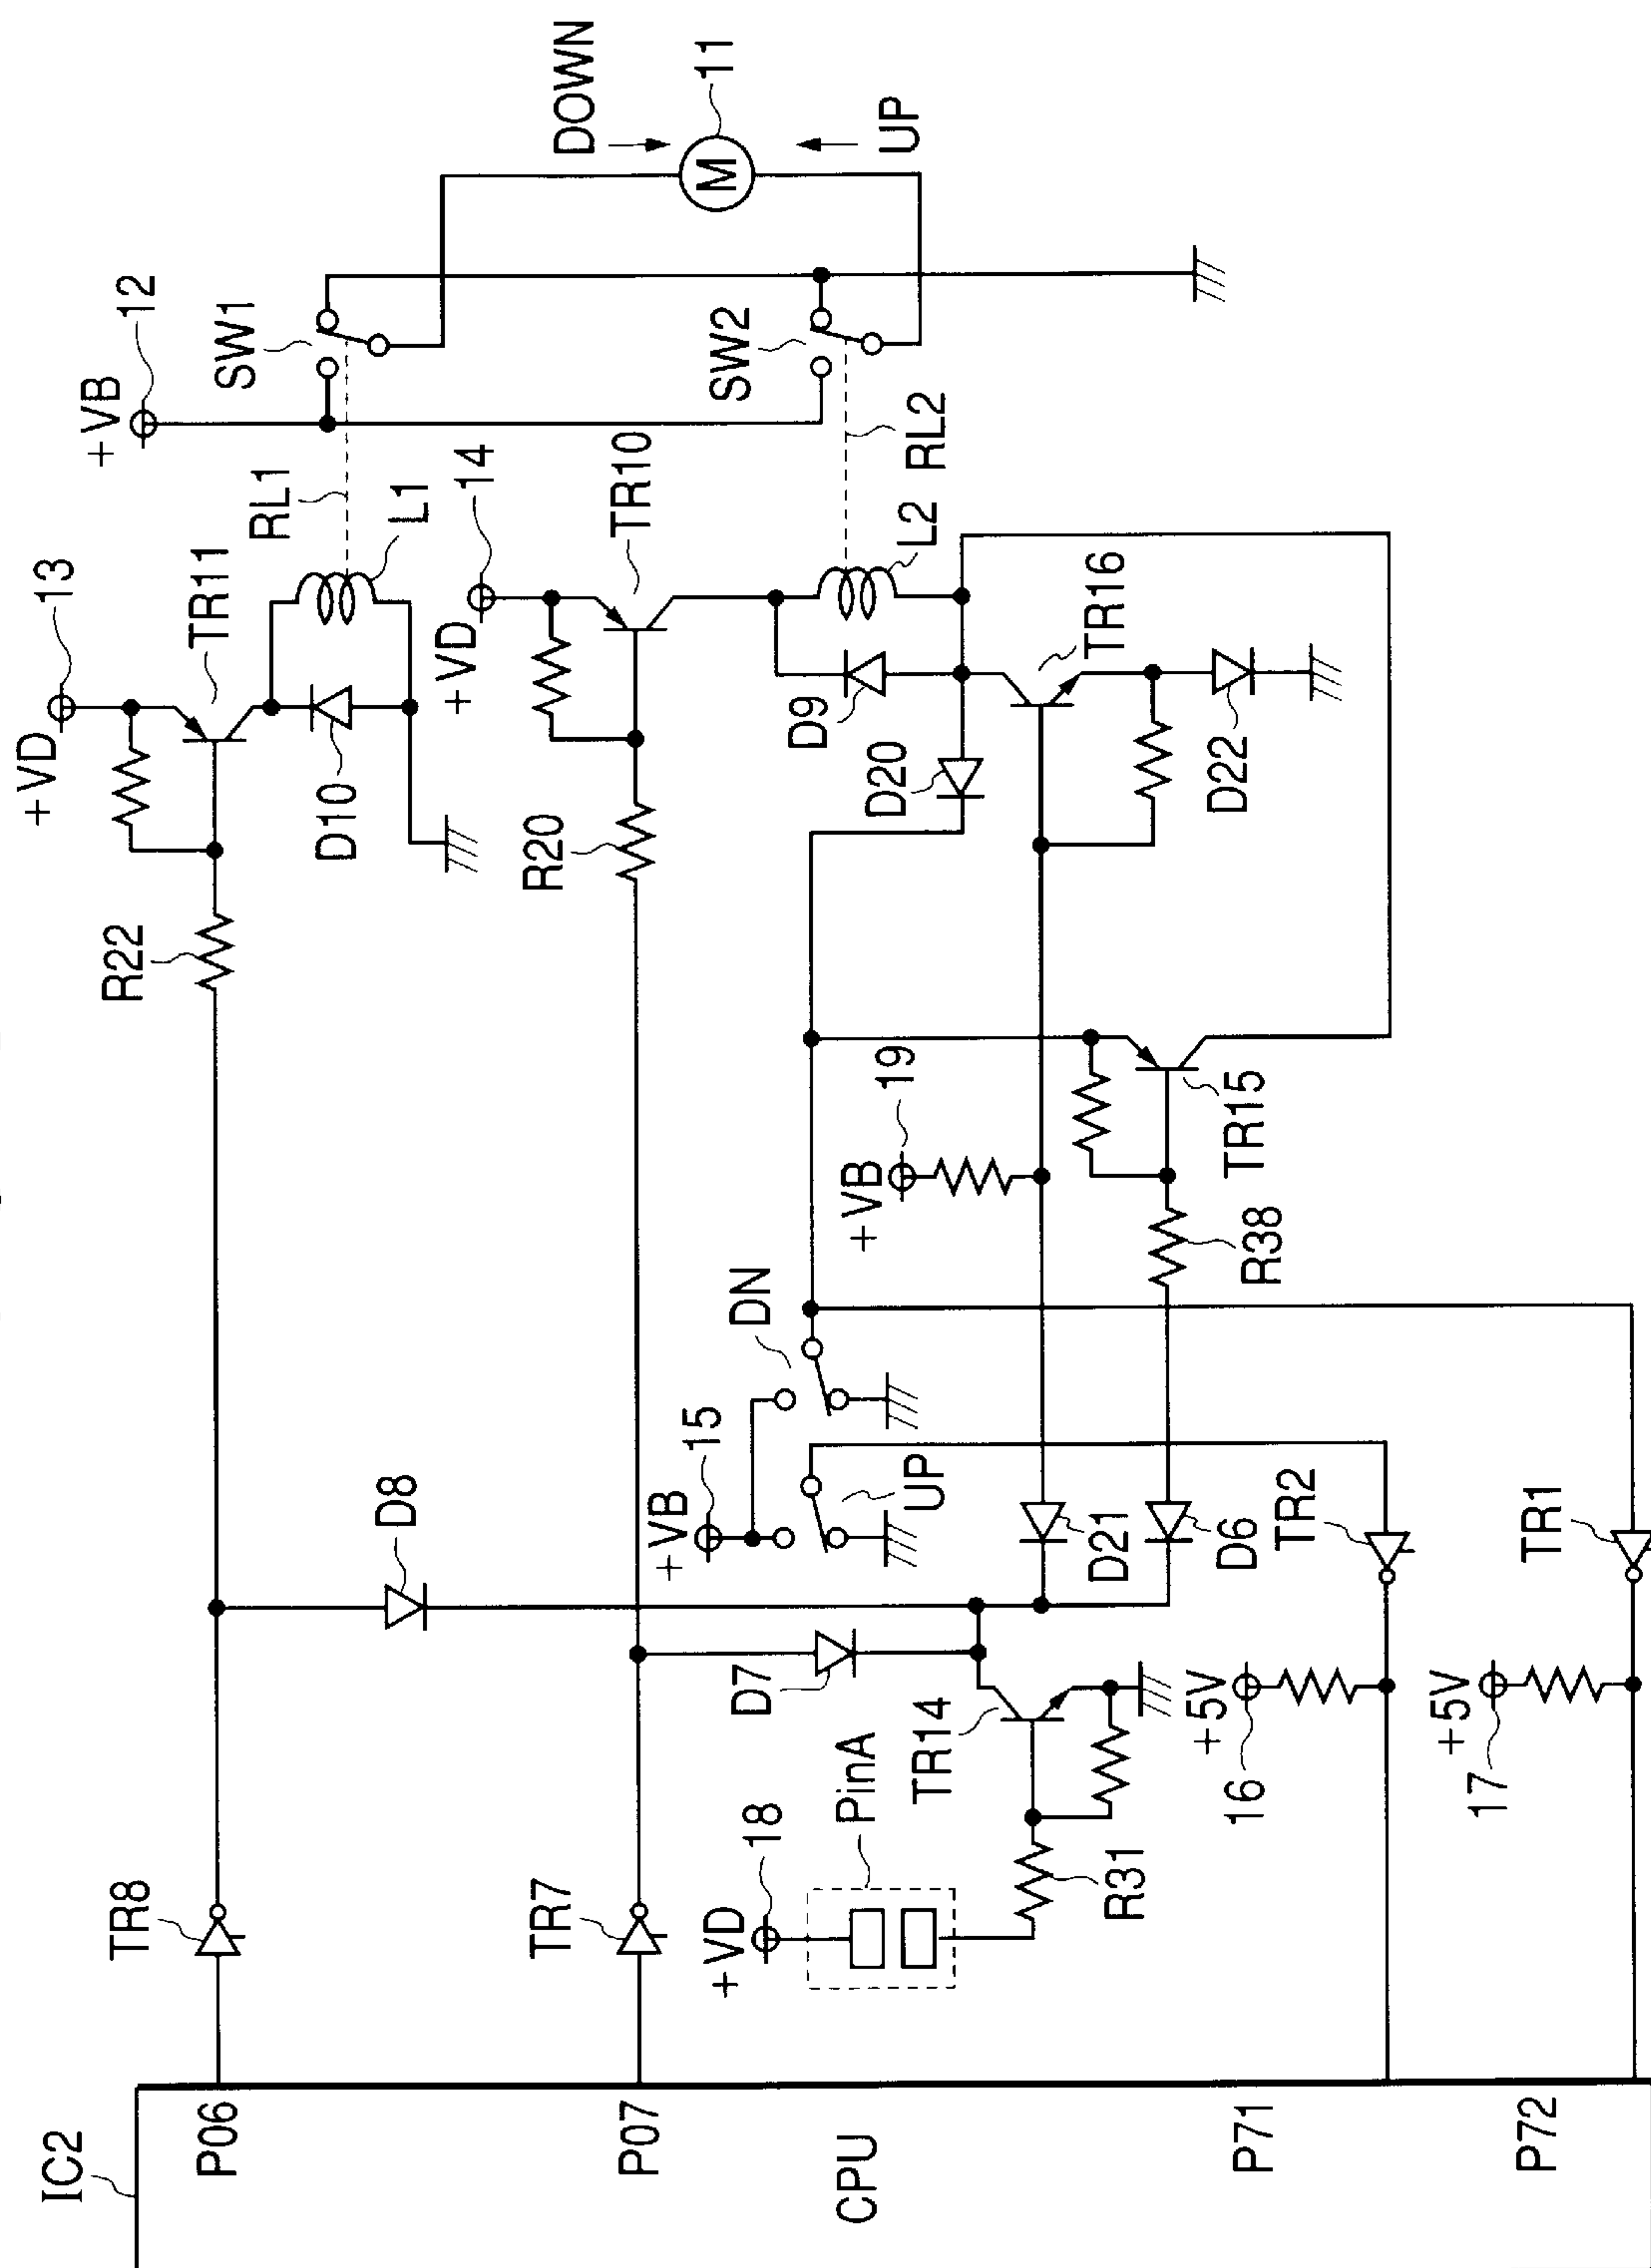 IC2
P06
P07
CPU
P71
P72
TR8
TR7
+VD
18
PinA
R31
TR14
D7
D8
+5V
16
+5V
17
TR2
TR1
D21
D6
+VB
15
UP
DN
+VB
19
R38
TR15
R22
R20
+VD
13
TR11
D10
L1
RL1
+VD
14
TR10
D9
D20
L2
RL2
TR16
D22
+VB
12
SW1
SW2
DOWN
11
M
UP